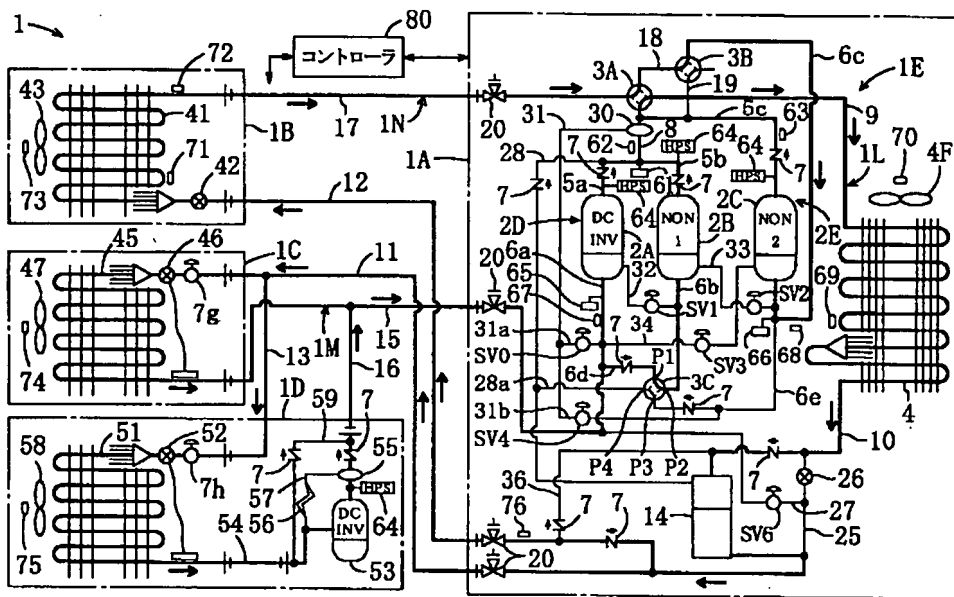 1
80
コントローラ
72
43
41
1B
17
1N
20
73
71
42
12
1A
31
28
18
3A
3B
19
30
8
6c
6c
63
1E
9
1L
70
4F
62
HPS
64
5b
7
5a
7
61
7
HPS
64
HPS
64
7
2C
2D
DC
INV
2A
NON
1
2B
NON
2
2E
45
46
1C
11
47
7g
74
15
1M
16
13
1D
59
20
6a
65
67
32
33
6b
SV1
SV2
31a
SV0
34
SV3
66
68
69
4
28a
6d
7
P1
3C
7
6e
31b
SV4
P4
P3
P2
10
51
52
58
7h
75
54
7
57
56
7
55
HPS
64
DC
INV
53
36
76
7
7
20
14
7
26
27
SV6
25